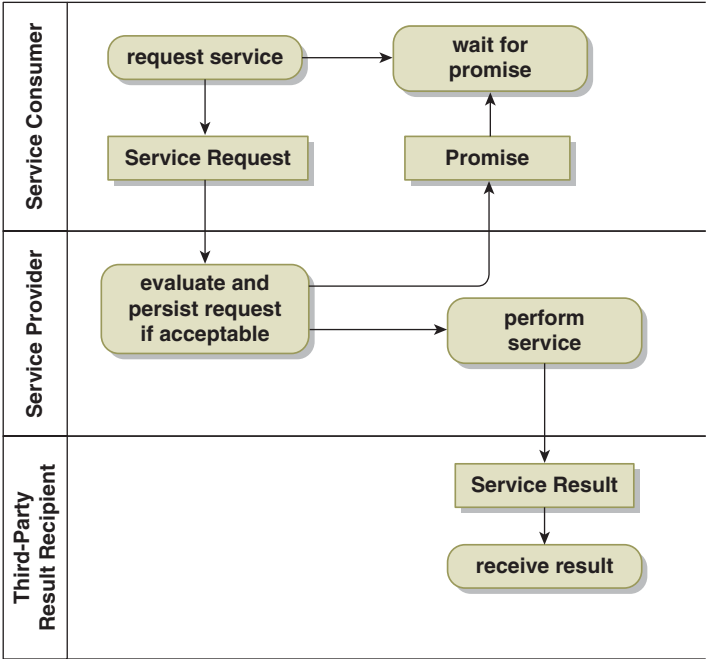 Service Consumer
request service
wait for
promise
Service Request
Promise
Service Provider
evaluate and
persist request
if acceptable
perform
service
Third-Party
Result Recipient
Service Result
receive result